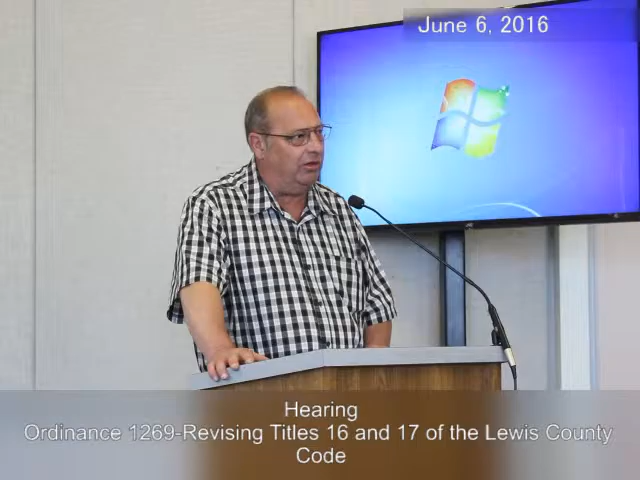 June 6, 2016
Hearing
Ordinance 1269-Revising Titles 16 and 17 of the Lewis County
Code